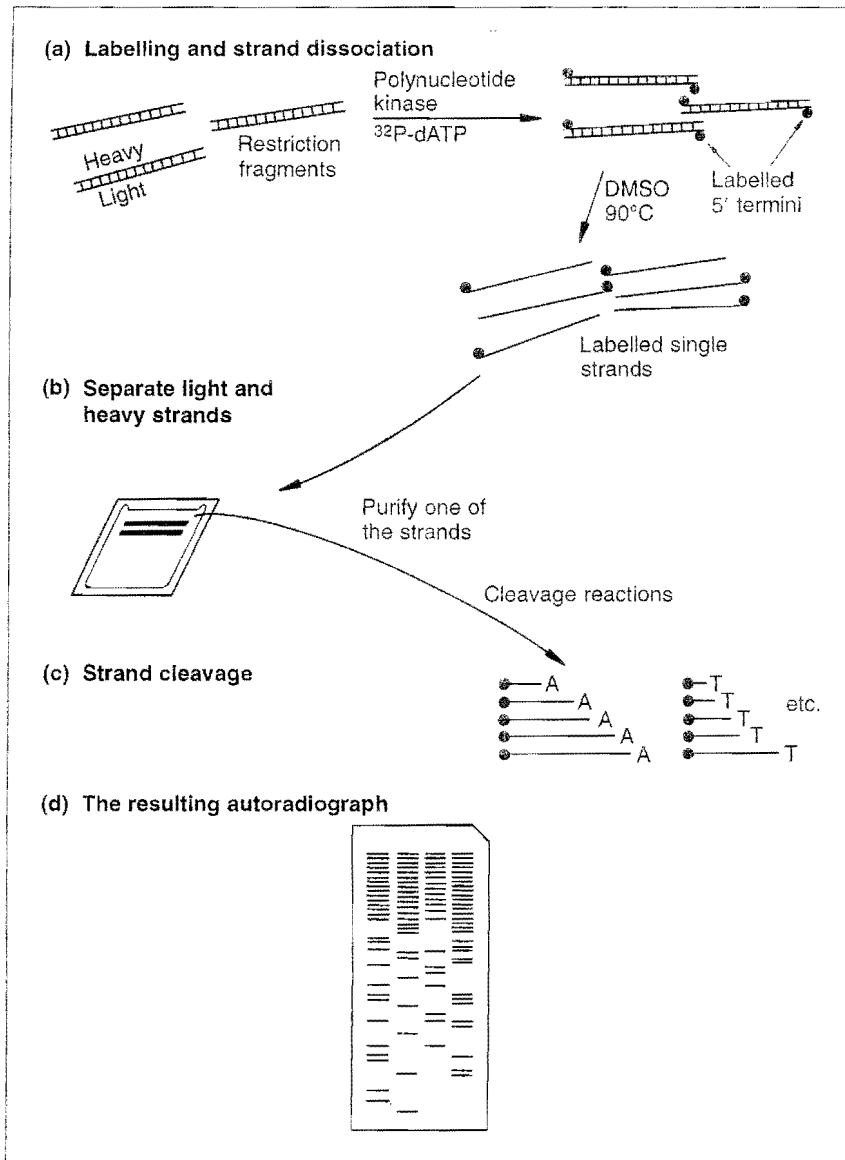 (a) Labelling and strand dissociation
Polynucleotide
kinase
³²P-dATP
Heavy
Light
Restriction
fragments
DMSO
90°C
Labelled
5′ termini
Labelled single
strands
(b) Separate light and
heavy strands
Purify one of
the strands
Cleavage reactions
(c) Strand cleavage
A T
A T
A T etc.
A T
A T
(d) The resulting autoradiograph